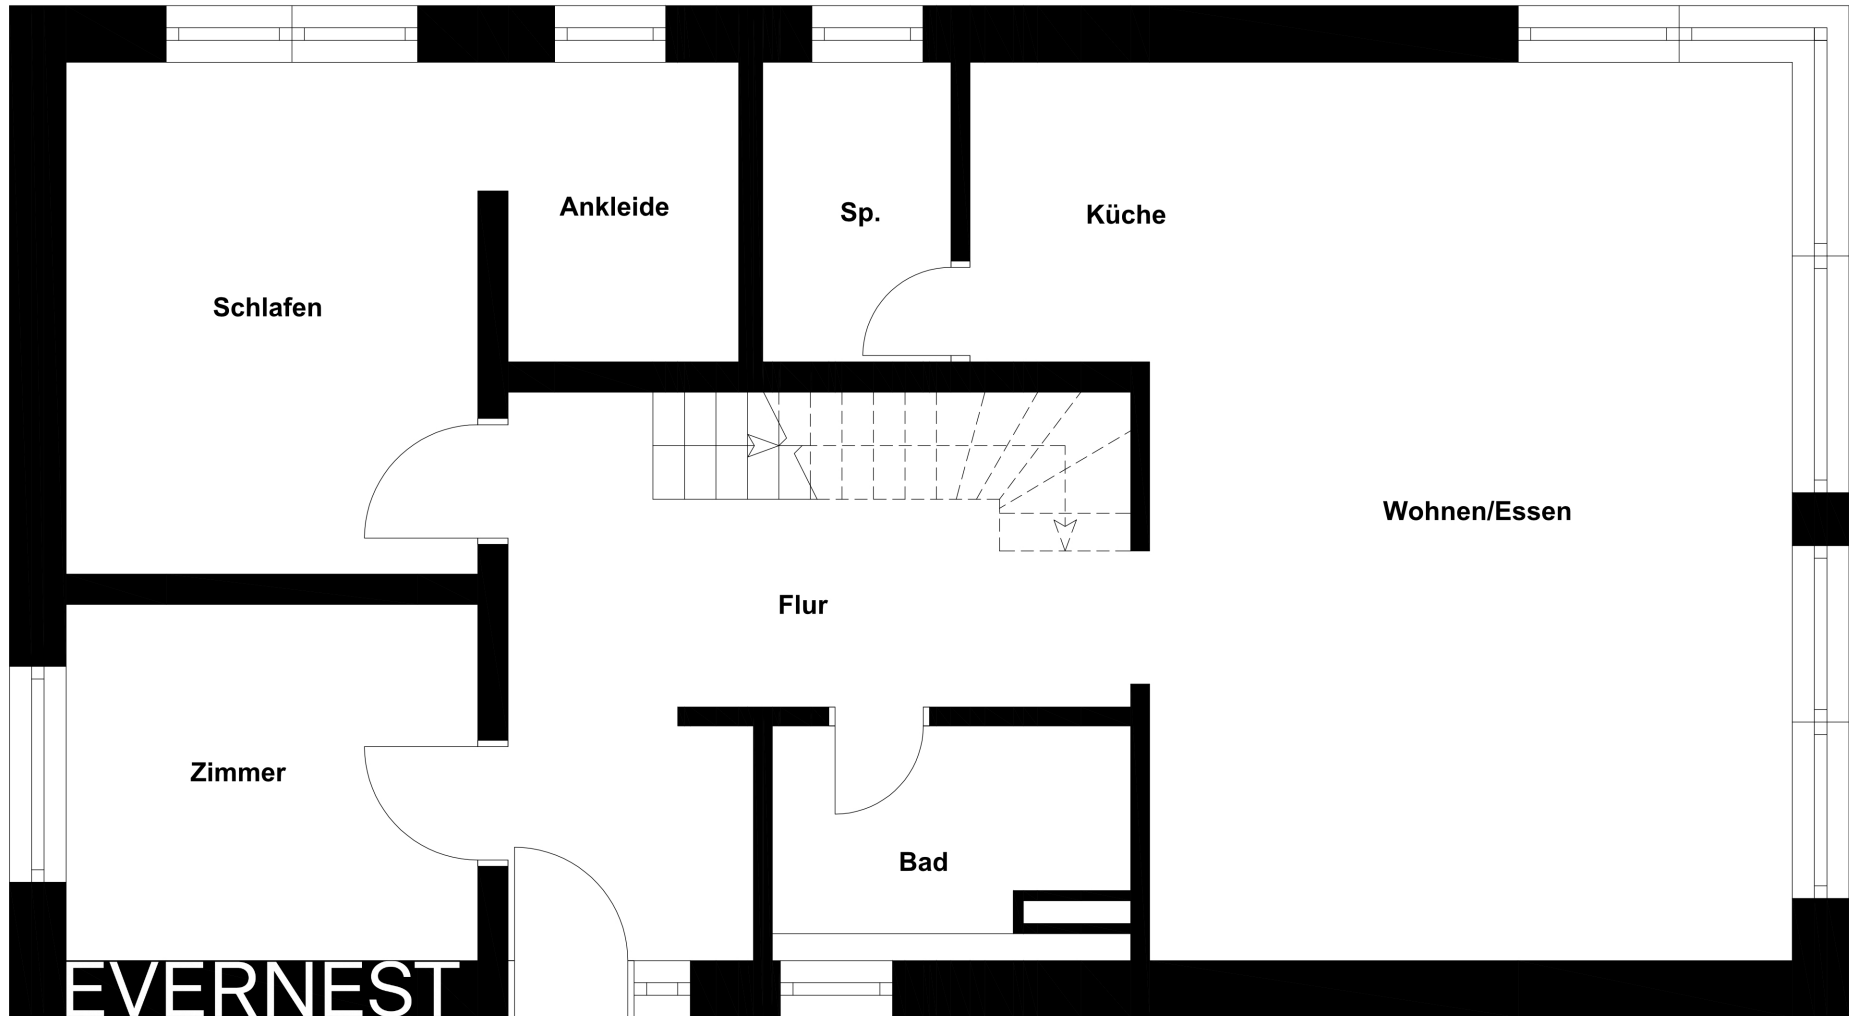 Ankleide
Sp.
Küche
Schlafen
Wohnen/Essen
Flur
Zimmer
Bad
EVERNEST